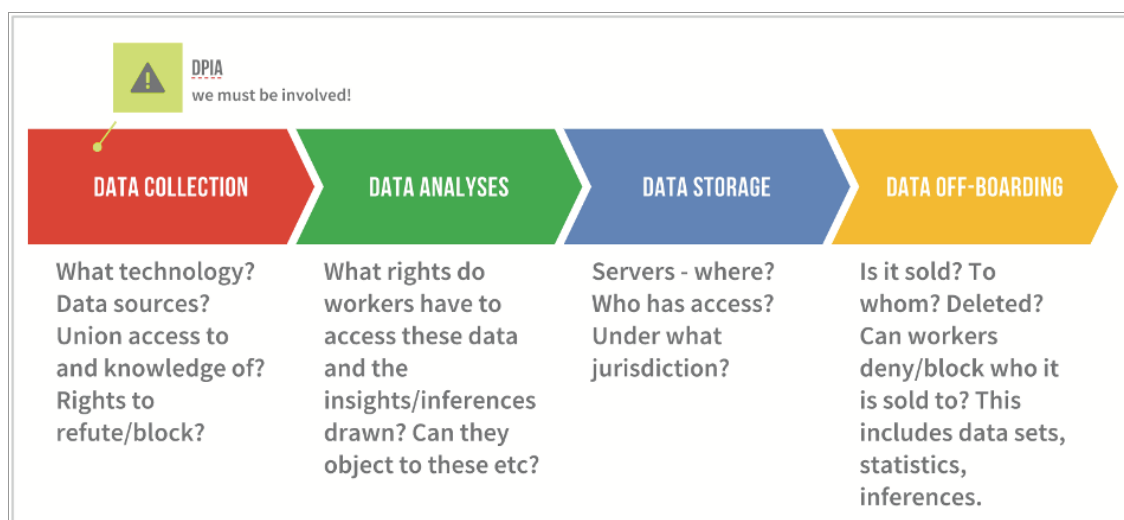 DPIA
we must be involved!
DATA COLLECTION
DATA ANALYSES
DATA STORAGE
DATA OFF-BOARDING
What technology?
Data sources?
Union access to
and knowledge of?
Rights to
refute/block?
What rights do
workers have to
access these data
and the
insights/inferences
drawn? Can they
object to these etc?
Servers - where?
Who has access?
Under what
jurisdiction?
Is it sold? To
whom? Deleted?
Can workers
deny/block who it
is sold to? This
includes data sets,
statistics,
inferences.